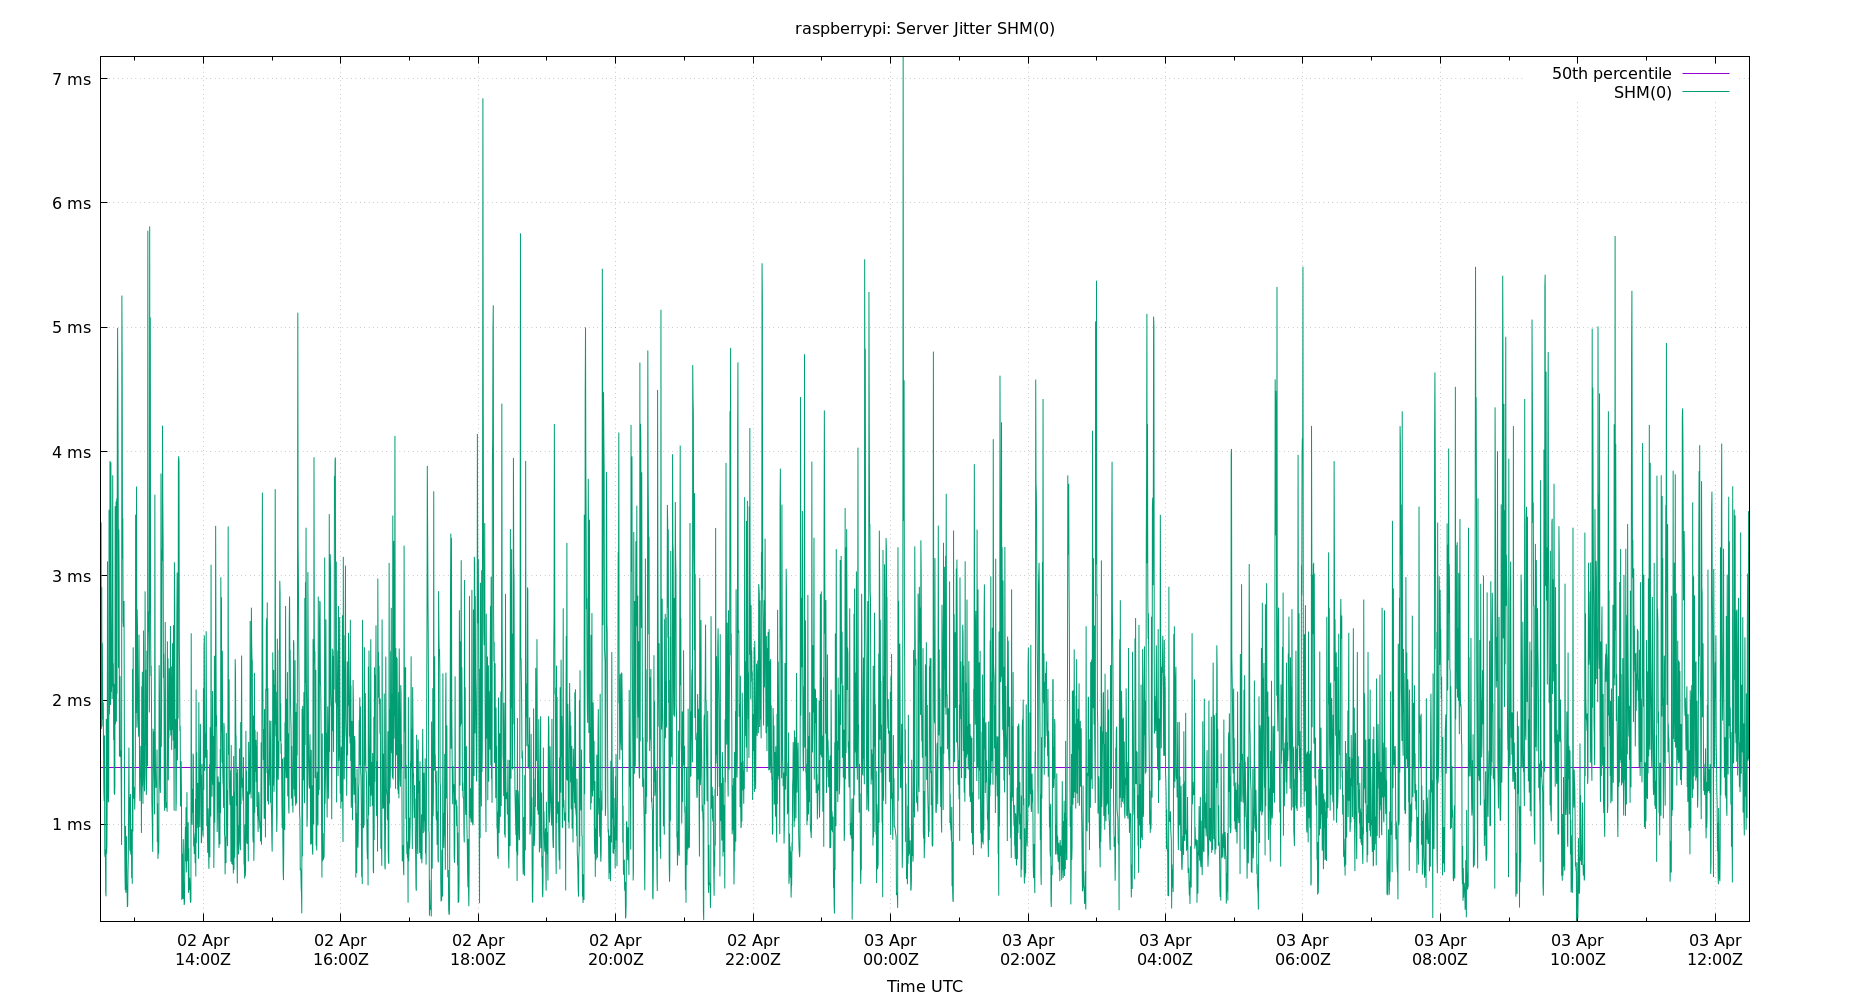 raspberrypi: Server Jitter SHM(0)
50th percentile
SHM(0)
7 ms
6 ms
5 ms
4 ms
3 ms
2 ms
1 ms
02 Apr 02 Apr 02 Apr 02 Apr 02 Apr 03 Apr 03 Apr 03 Apr 03 Apr 03 Apr 03 Apr 03 Apr
14:00Z 16:00Z 18:00Z 20:00Z 22:00Z 00:00Z 02:00Z 04:00Z 06:00Z 08:00Z 10:00Z 12:00Z
Time UTC